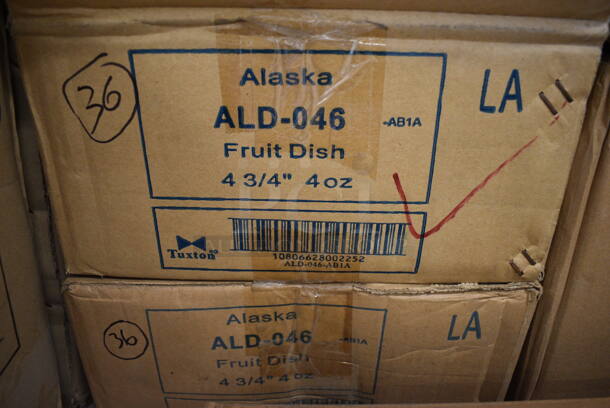 36
Alaska
ALD-046 -AB1A
Fruit Dish
4 3/4" 4 oz
LA
Tuxton
10806628002252
ALD-046-AB1A
36
Alaska
ALD-046 -AB1A
Fruit Dish
4 3/4" 4 oz
LA